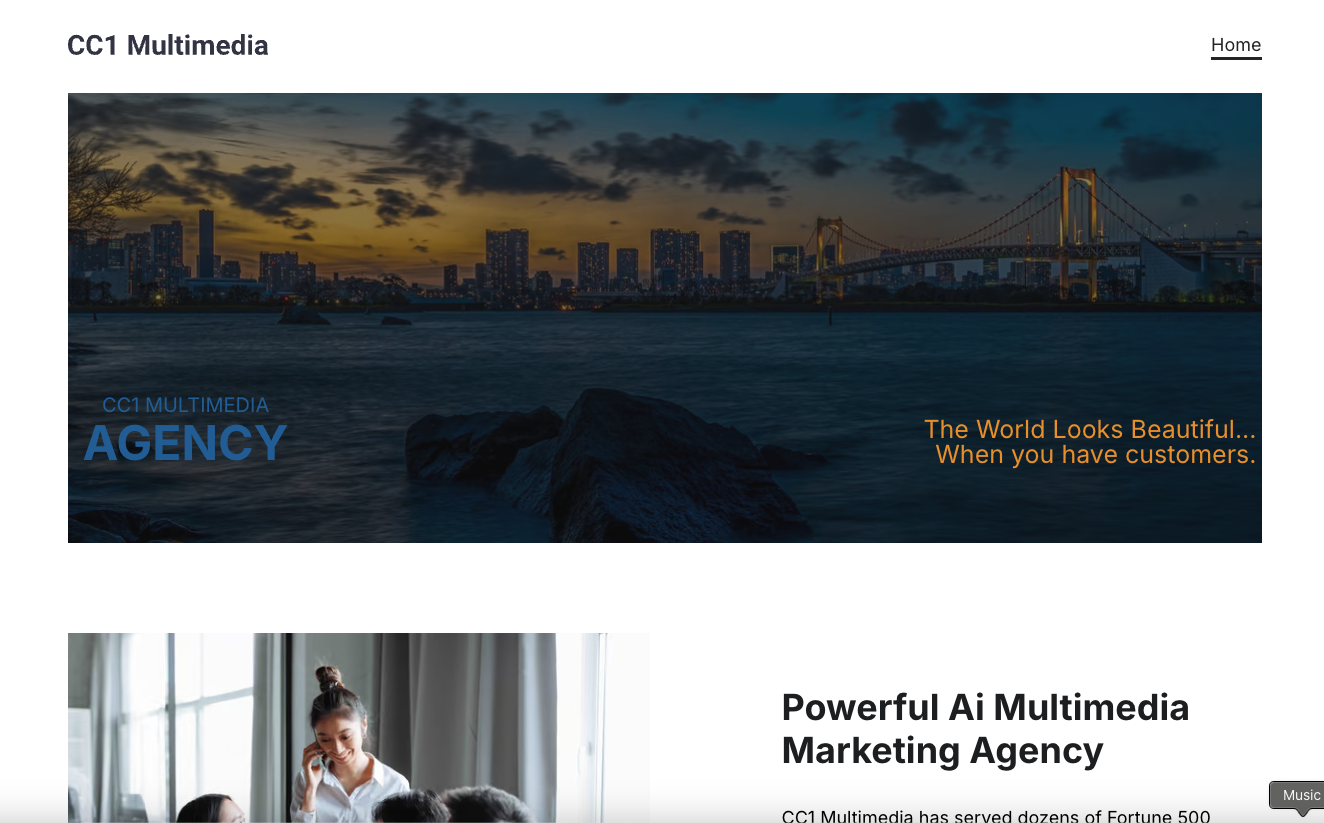 CC1 Multimedia
Home
CC1 MULTIMEDIA
AGENCY
The World Looks Beautiful...
When you have customers.
Powerful Ai Multimedia
Marketing Agency
CC1 Multimedia has served dozens of Fortune 500
Music